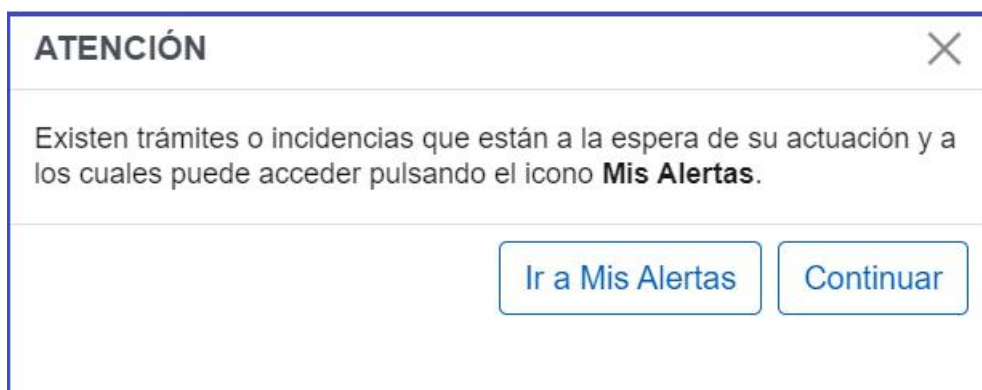 ATENCIÓN
Existen trámites o incidencias que están a la espera de su actuación y a
los cuales puede acceder pulsando el icono Mis Alertas.
Ir a Mis Alertas
Continuar